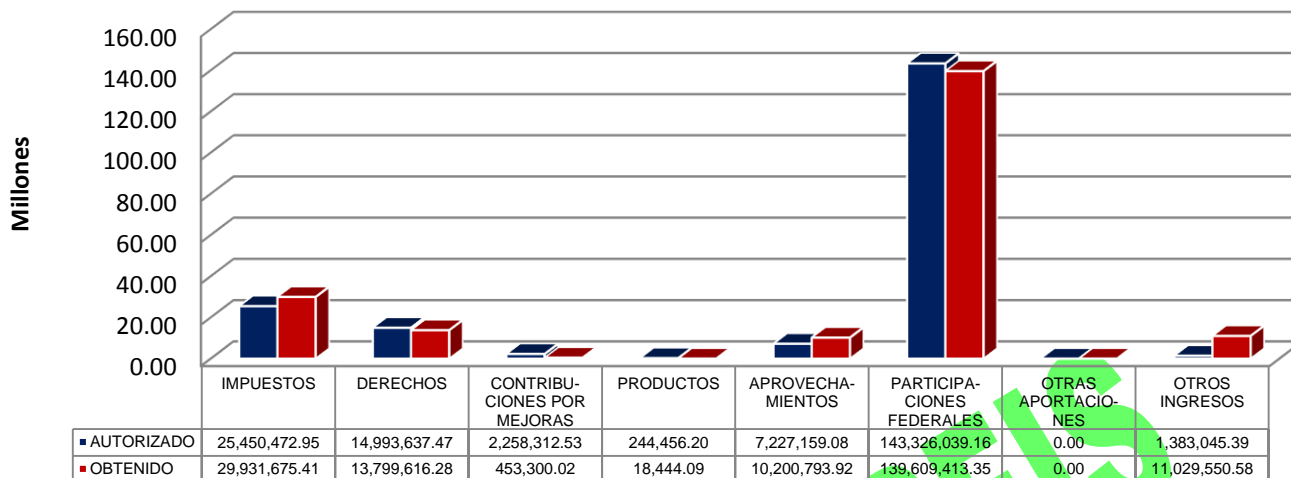 Millones
160.00
140.00
120.00
100.00
80.00
60.00
40.00
20.00
0.00
IMPUESTOS DERECHOS CONTRIBU-CIONES POR MEJORAS PRODUCTOS APROVECHA-MIENTOS PARTICIPA-CIONES FEDERALES OTRAS APORTACIO-NES OTROS INGRESOS
AUTORIZADO 25,450,472.95 14,993,637.47 2,258,312.53 244,456.20 7,227,159.08 143,326,039.16 0.00 1,383,045.39
OBTENIDO 29,931,675.41 13,799,616.28 453,300.02 18,444.09 10,200,793.92 139,609,413.35 0.00 11,029,550.58